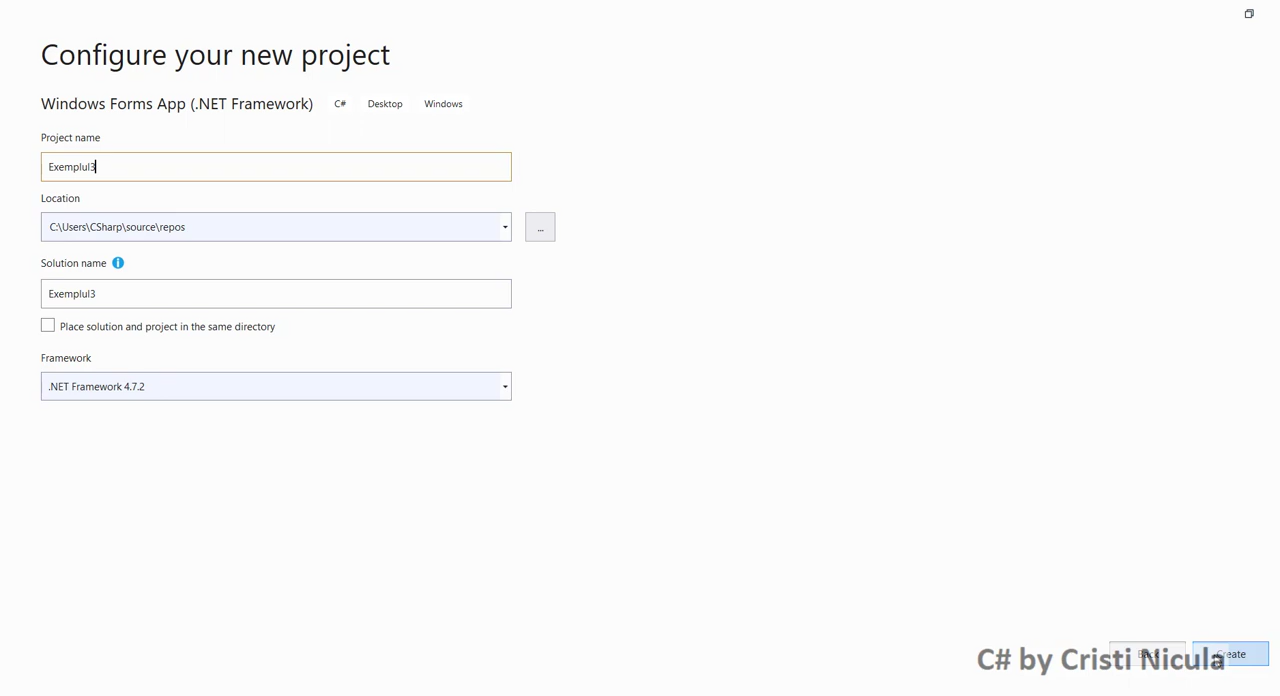 Configure your new project
Windows Forms App (.NET Framework) C# Desktop Windows
Project name
Exemplul3
Location
C:\Users\CSharp\source\repos
...
Solution name
Exemplul3
Place solution and project in the same directory
Framework
.NET Framework 4.7.2
Back Create
C# by Cristi Nicula